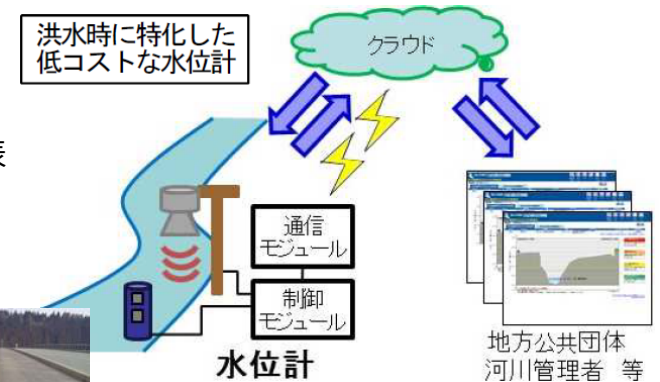 洪水時に特化した
低コストな水位計
クラウド
通信
モジュール
制御
モジュール
水位計
地方公共団体
河川管理者 等